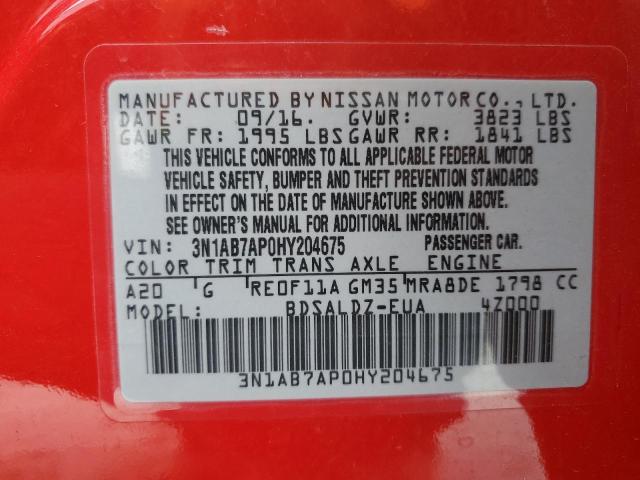 MANUFACTURED BY NISSAN MOTOR CO., LTD.
DATE: 09/16. GVWR: 3823 LBS
GAWR FR: 1995 LBS GAWR RR: 1841 LBS
THIS VEHICLE CONFORMS TO ALL APPLICABLE FEDERAL MOTOR
VEHICLE SAFETY, BUMPER AND THEFT PREVENTION STANDARDS
IN EFFECT ON THE DATE OF MANUFACTURE SHOWN ABOVE.
SEE OWNER'S MANUAL FOR ADDITIONAL INFORMATION.
VIN: 3N1AB7AP0HY204675 PASSENGER CAR.
COLOR TRIM TRANS AXLE ENGINE
A20 G RE0F11A GM35 MRA8DE 1798 CC
MODEL: BDSALDZ-EUA 4Z000
3N1AB7AP0HY204675